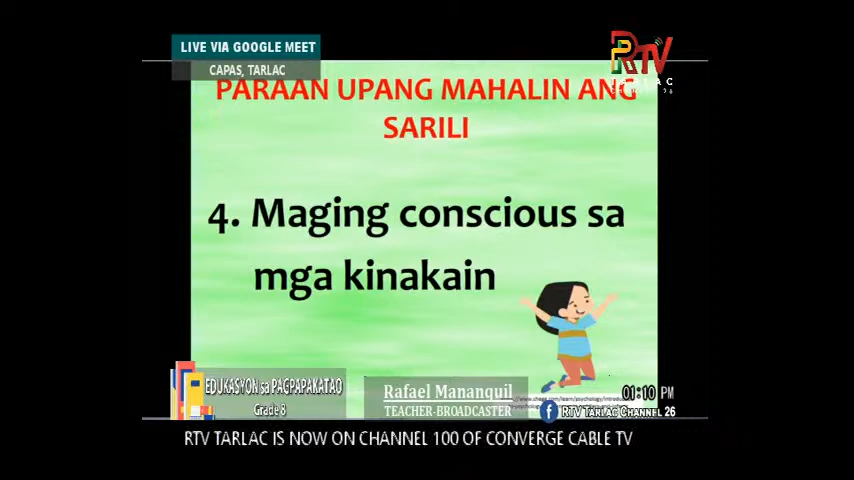 LIVE VIA GOOGLE MEET
CAPAS, TARLAC
RTV
PARAAN UPANG MAHALIN ANG
SARILI
4. Maging conscious sa
mga kinakain
EDUKASYON sa PAGPAPAKATAO
Grade 8
Rafael Mananquil
TEACHER-BROADCASTER
01:10 PM
RTV TARLAC CHANNEL 26
RTV TARLAC IS NOW ON CHANNEL 100 OF CONVERGE CABLE TV